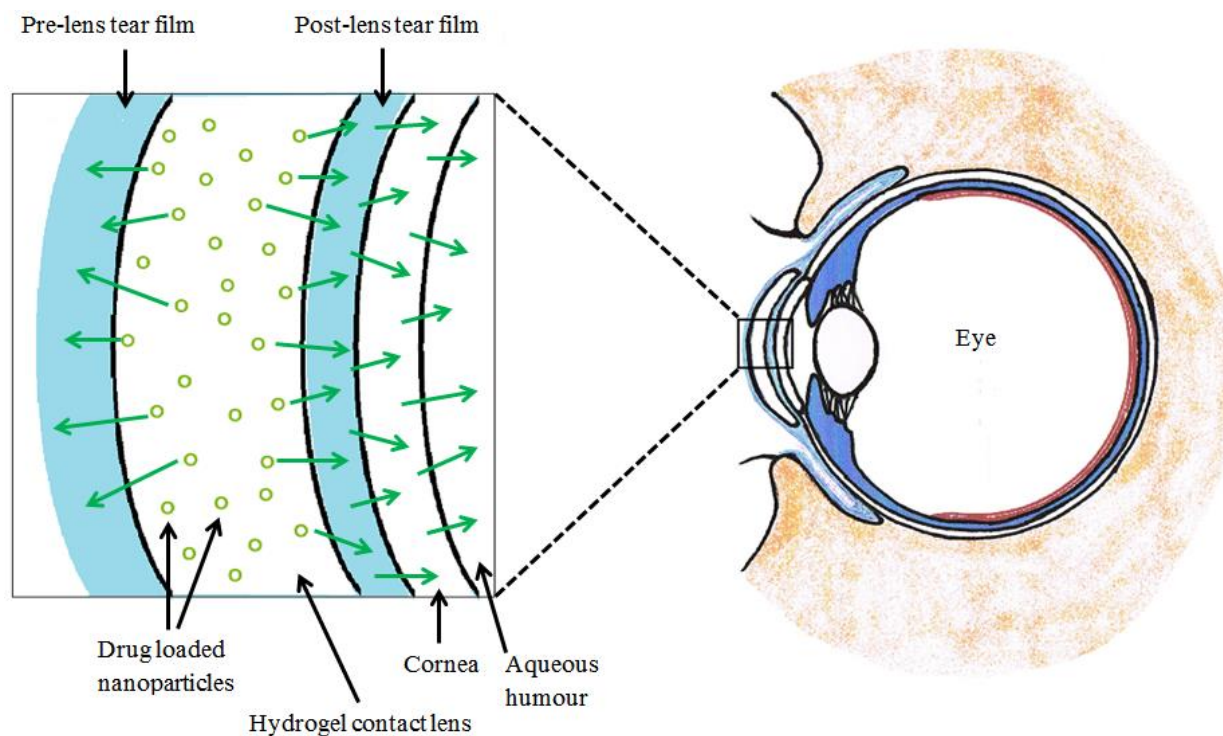 Pre-lens tear film
Post-lens tear film
Eye
Drug loaded
nanoparticles
Hydrogel contact lens
Cornea
Aqueous
humour